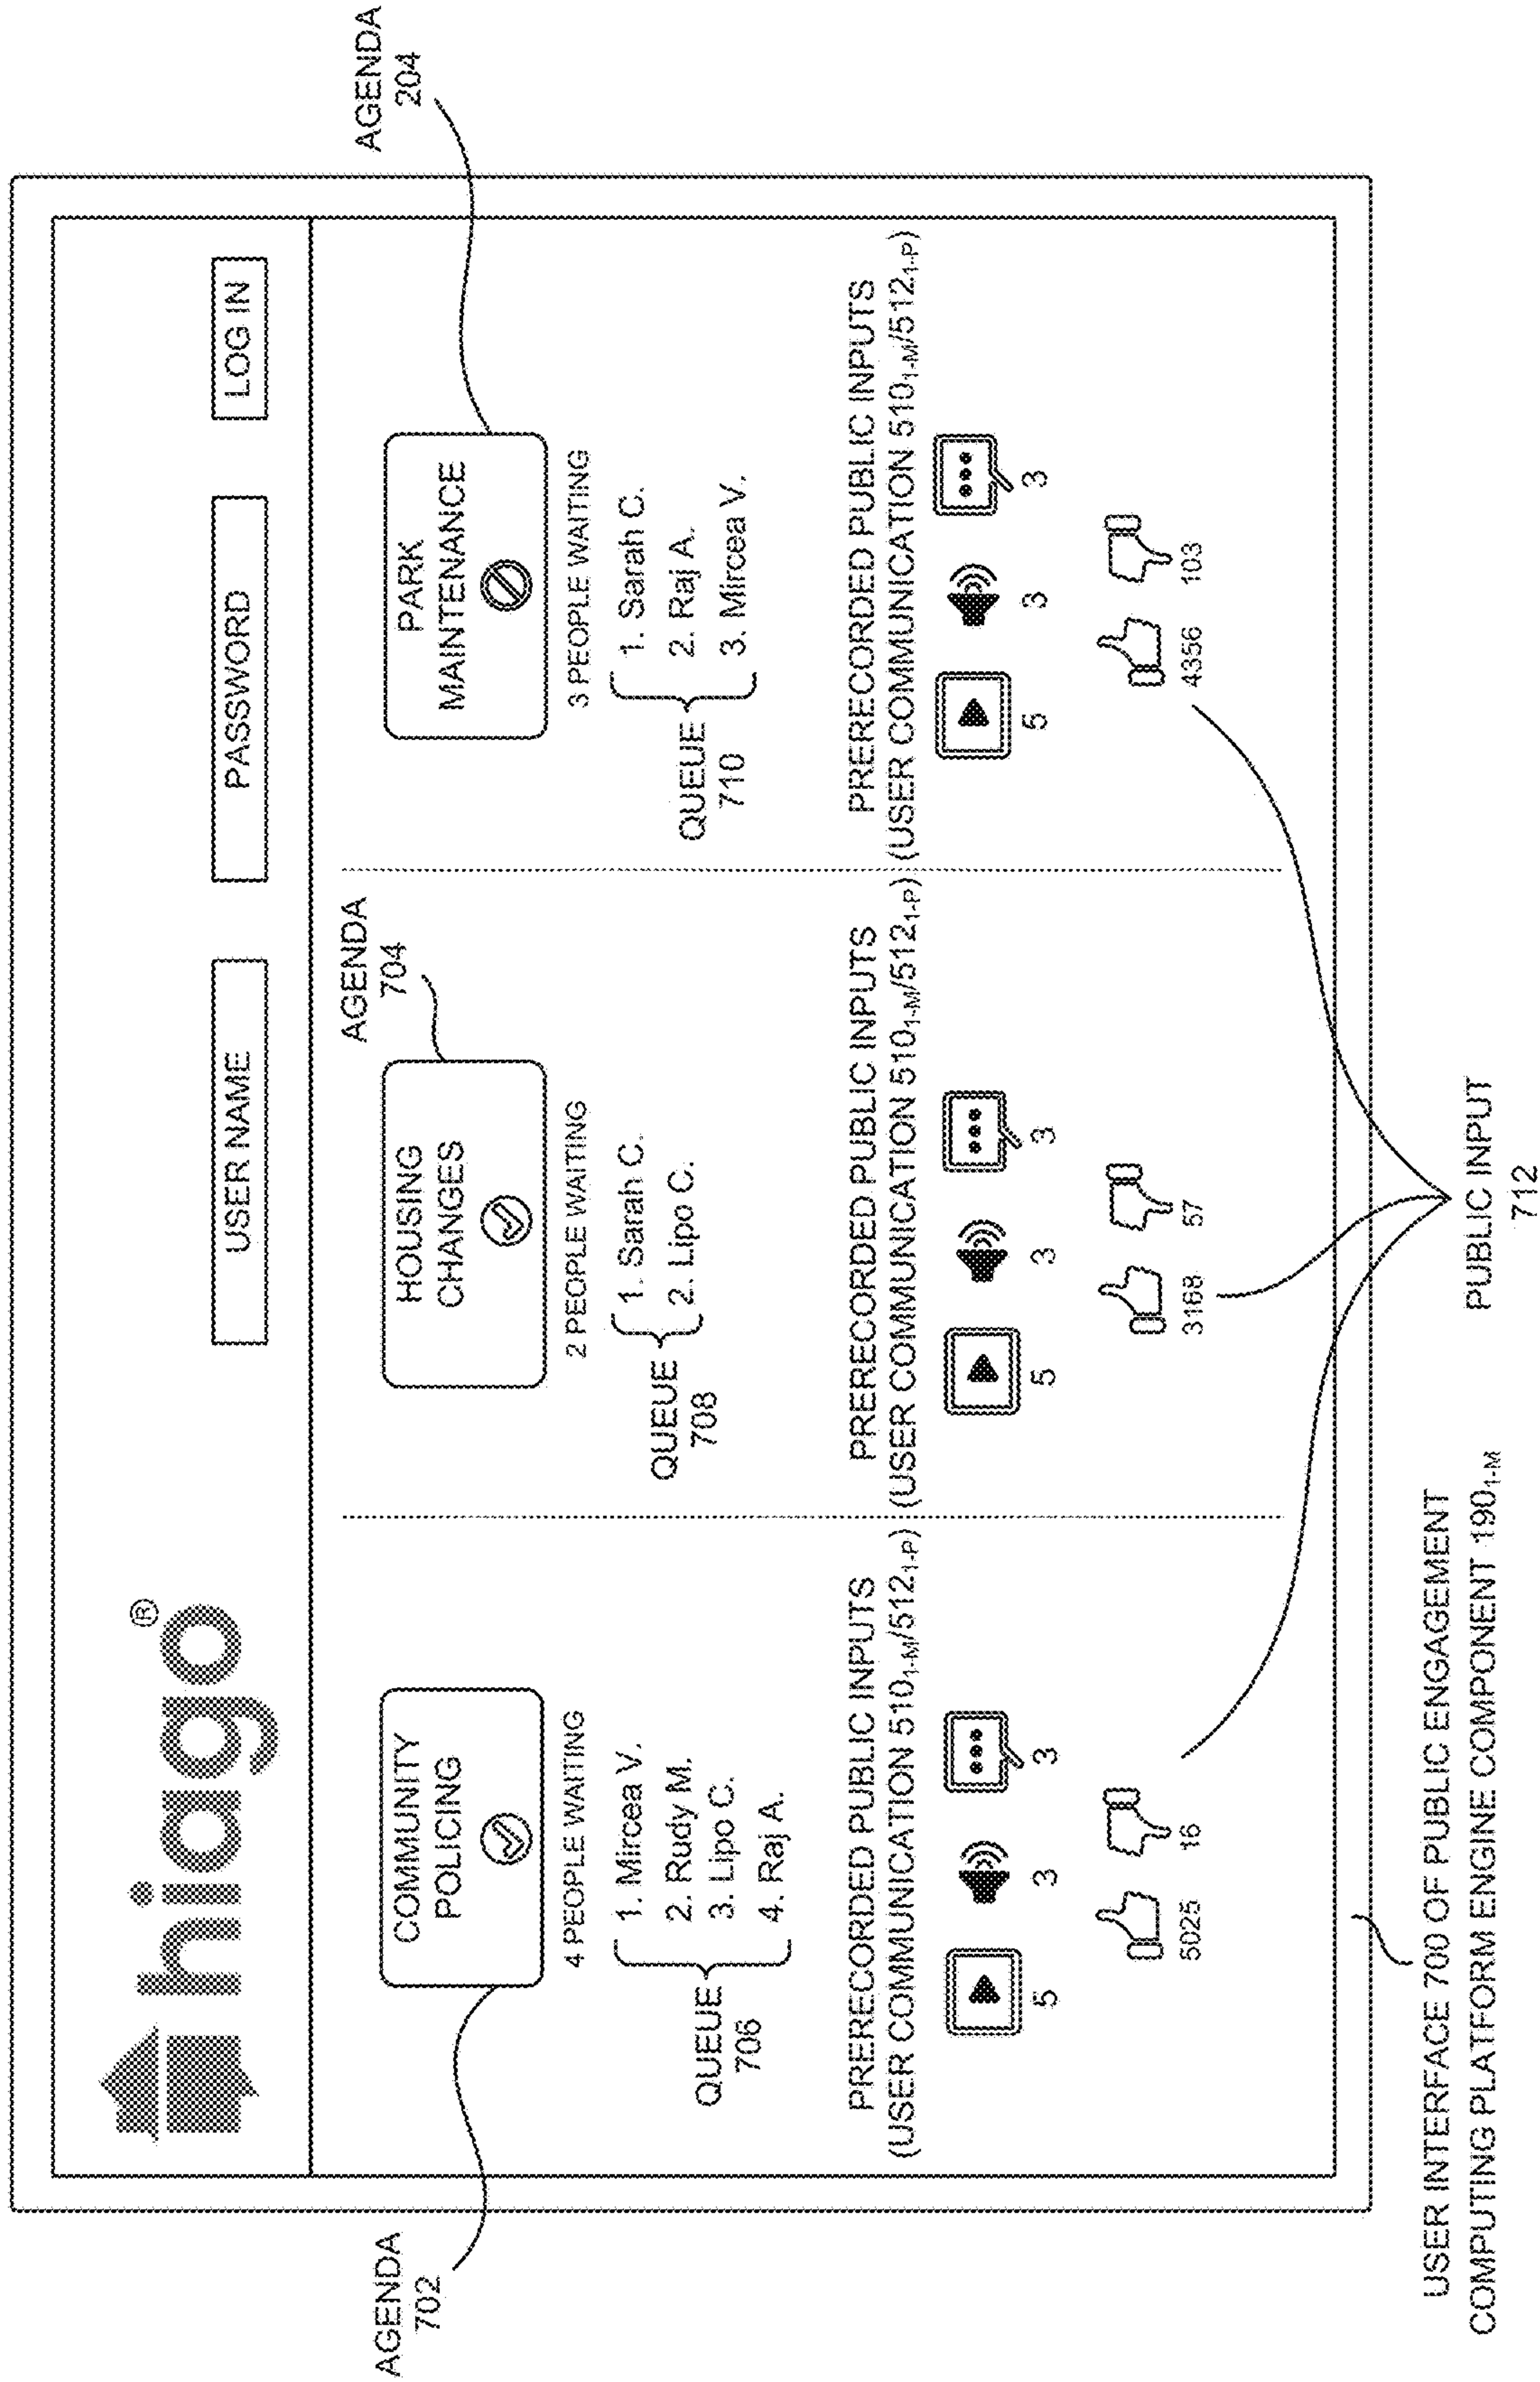 hiago®
USER NAME
PASSWORD
LOG IN
AGENDA
702
COMMUNITY
POLICING
4 PEOPLE WAITING
QUEUE
706
1. Mircea V.
2. Rudy M.
3. Lipo C.
4. Raj A.
PRERECORDED PUBLIC INPUTS
(USER COMMUNICATION 510₁₋M/512₁₋P)
5
3
3
5025
16
AGENDA
704
HOUSING
CHANGES
2 PEOPLE WAITING
QUEUE
708
1. Sarah C.
2. Lipo C.
PRERECORDED PUBLIC INPUTS
(USER COMMUNICATION 510₁₋M/512₁₋P)
5
3
3
3168
57
AGENDA
204
PARK
MAINTENANCE
3 PEOPLE WAITING
QUEUE
710
1. Sarah C.
2. Raj A.
3. Mircea V.
PRERECORDED PUBLIC INPUTS
(USER COMMUNICATION 510₁₋M/512₁₋P)
5
3
3
4356
103
PUBLIC INPUT
712
USER INTERFACE 700 OF PUBLIC ENGAGEMENT
COMPUTING PLATFORM ENGINE COMPONENT 190₁₋M